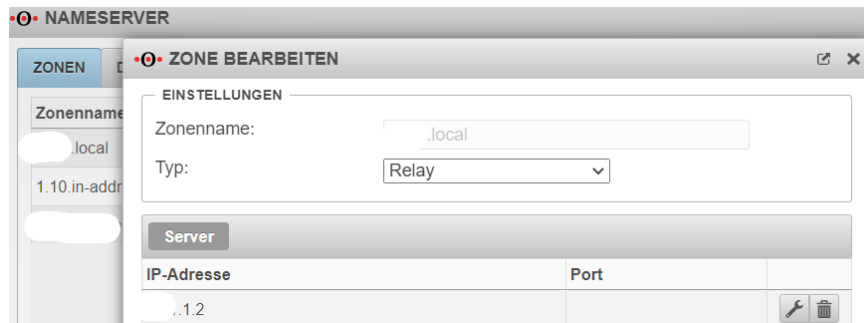 NAMESERVER
ZONEN
ZONE BEARBEITEN
EINSTELLUNGEN
Zonenname
Zonenname:
.local
.local
Typ:
Relay
1.10.in-addr
Server
IP-Adresse Port
.1.2